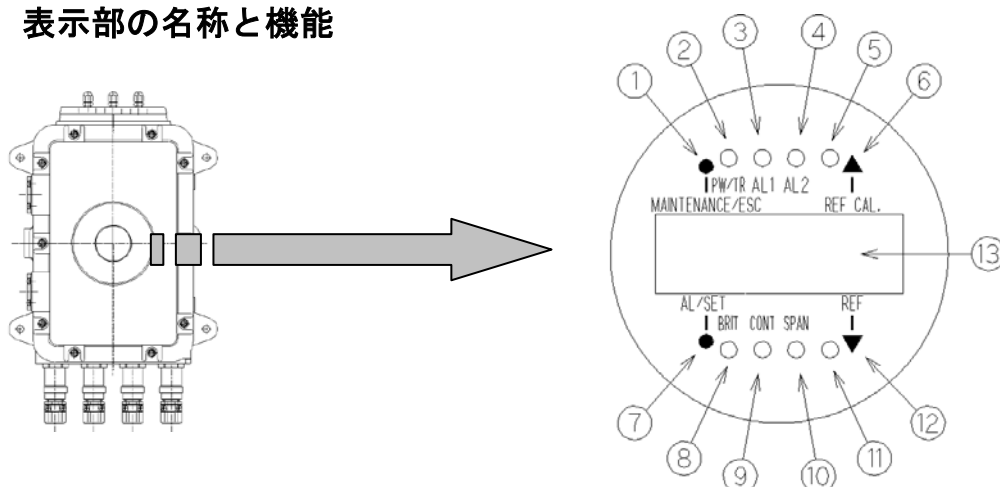 表示部の名称と機能
③ ④
② ⑤
① ⑥
PW/TR AL1 AL2
MAINTENANCE/ESC REF CAL.
⑬
AL/SET REF
BRIT CONT SPAN
⑦ ⑫
⑧ ⑪
⑨ ⑩